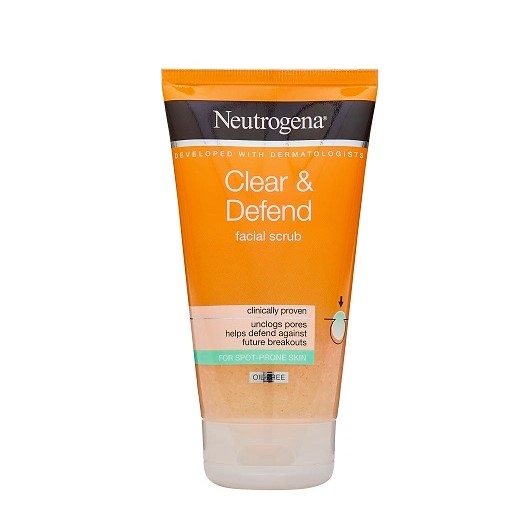 Neutrogena®
DEVELOPED WITH DERMATOLOGISTS
Clear &
Defend
facial scrub
clinically proven
unclogs pores
helps defend against
future breakouts
FOR SPOT-PRONE SKIN
OIL-FREE